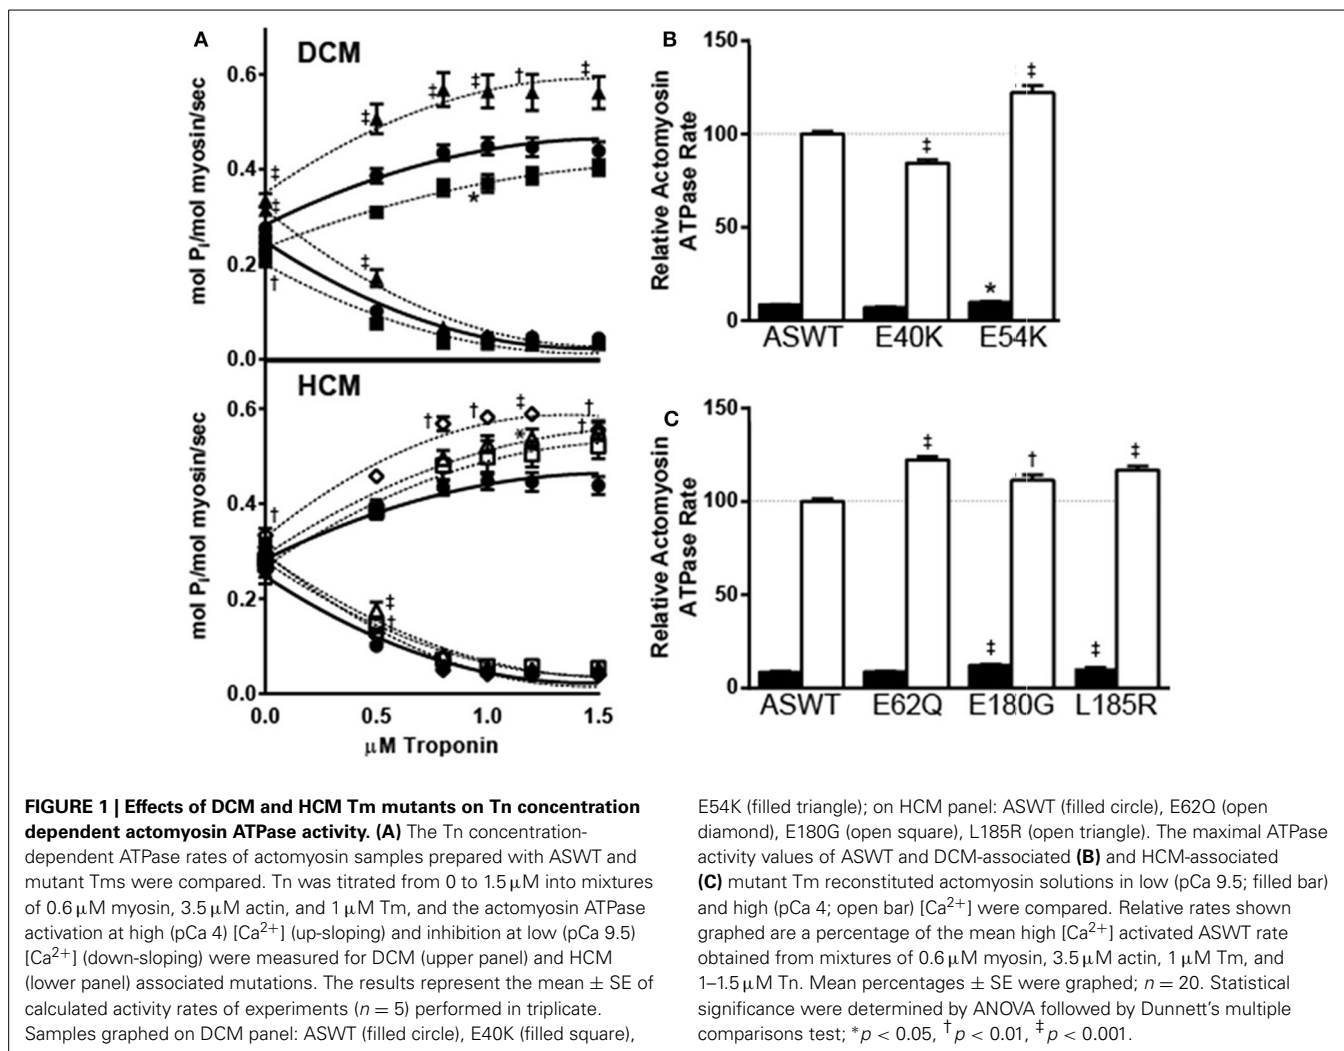 A
DCM
0.6
0.4
0.2
0.0
mol Pi/mol myosin/sec
‡
‡
†
‡
‡
‡
‡
‡
†
*
‡
HCM
0.6
0.4
0.2
0.0
mol Pi/mol myosin/sec
†
†
†
‡
*
†
†
‡
†
0.0 0.5 1.0 1.5
μM Troponin
B
150
100
50
0
Relative Actomyosin
ATPase Rate
‡
*
‡
ASWT E40K E54K
C
150
100
50
0
Relative Actomyosin
ATPase Rate
‡
‡
†
‡
‡
ASWT E62Q E180G L185R
FIGURE 1 | Effects of DCM and HCM Tm mutants on Tn concentration
dependent actomyosin ATPase activity. (A) The Tn concentration-
dependent ATPase rates of actomyosin samples prepared with ASWT and
mutant Tms were compared. Tn was titrated from 0 to 1.5 μM into mixtures
of 0.6 μM myosin, 3.5 μM actin, and 1 μM Tm, and the actomyosin ATPase
activation at high (pCa 4) [Ca2+] (up-sloping) and inhibition at low (pCa 9.5)
[Ca2+] (down-sloping) were measured for DCM (upper panel) and HCM
(lower panel) associated mutations. The results represent the mean ± SE of
calculated activity rates of experiments (n = 5) performed in triplicate.
Samples graphed on DCM panel: ASWT (filled circle), E40K (filled square),
E54K (filled triangle); on HCM panel: ASWT (filled circle), E62Q (open
diamond), E180G (open square), L185R (open triangle). The maximal ATPase
activity values of ASWT and DCM-associated (B) and HCM-associated
(C) mutant Tm reconstituted actomyosin solutions in low (pCa 9.5; filled bar)
and high (pCa 4; open bar) [Ca2+] were compared. Relative rates shown
graphed are a percentage of the mean high [Ca2+] activated ASWT rate
obtained from mixtures of 0.6 μM myosin, 3.5 μM actin, 1 μM Tm, and
1–1.5 μM Tn. Mean percentages ± SE were graphed; n = 20. Statistical
significance were determined by ANOVA followed by Dunnett's multiple
comparisons test; *p < 0.05, †p < 0.01, ‡p < 0.001.